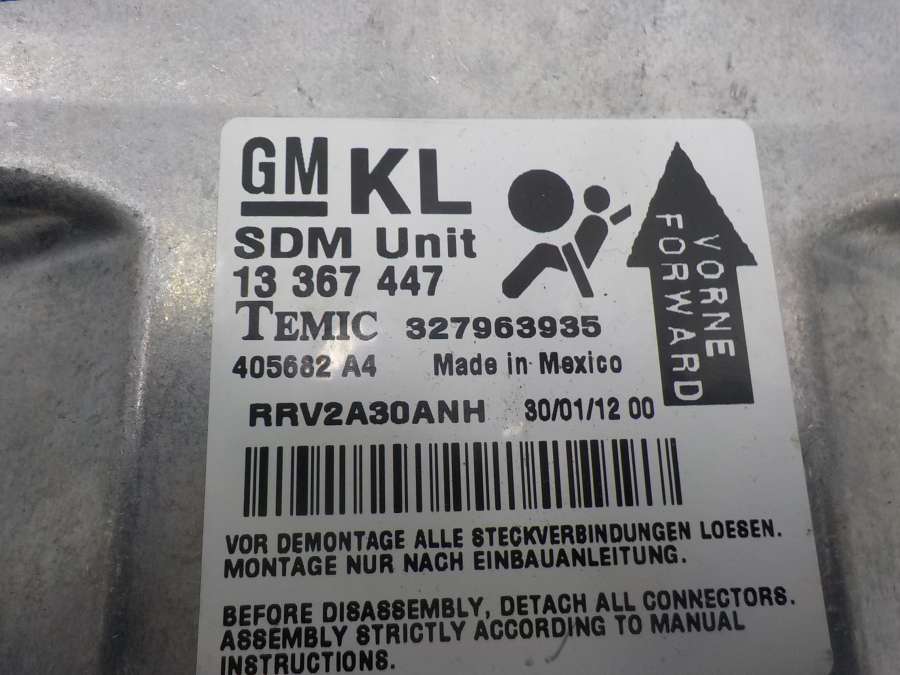 GM KL
SDM Unit
13 367 447
TEMIC 327963935
405682 A4 Made in Mexico
RRV2A30ANH 30/01/12 00
VORNE
FORWARD
VOR DEMONTAGE ALLE STECKVERBINDUNGEN LOESEN.
MONTAGE NUR NACH EINBAUANLEITUNG.
BEFORE DISASSEMBLY, DETACH ALL CONNECTORS.
ASSEMBLY STRICTLY ACCORDING TO MANUAL
INSTRUCTIONS.